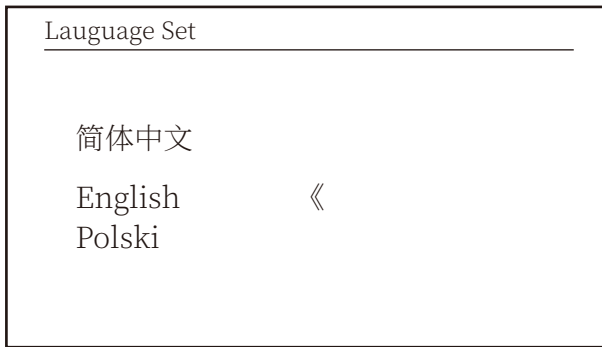 Lauguage Set
简体中文
English 《
Polski